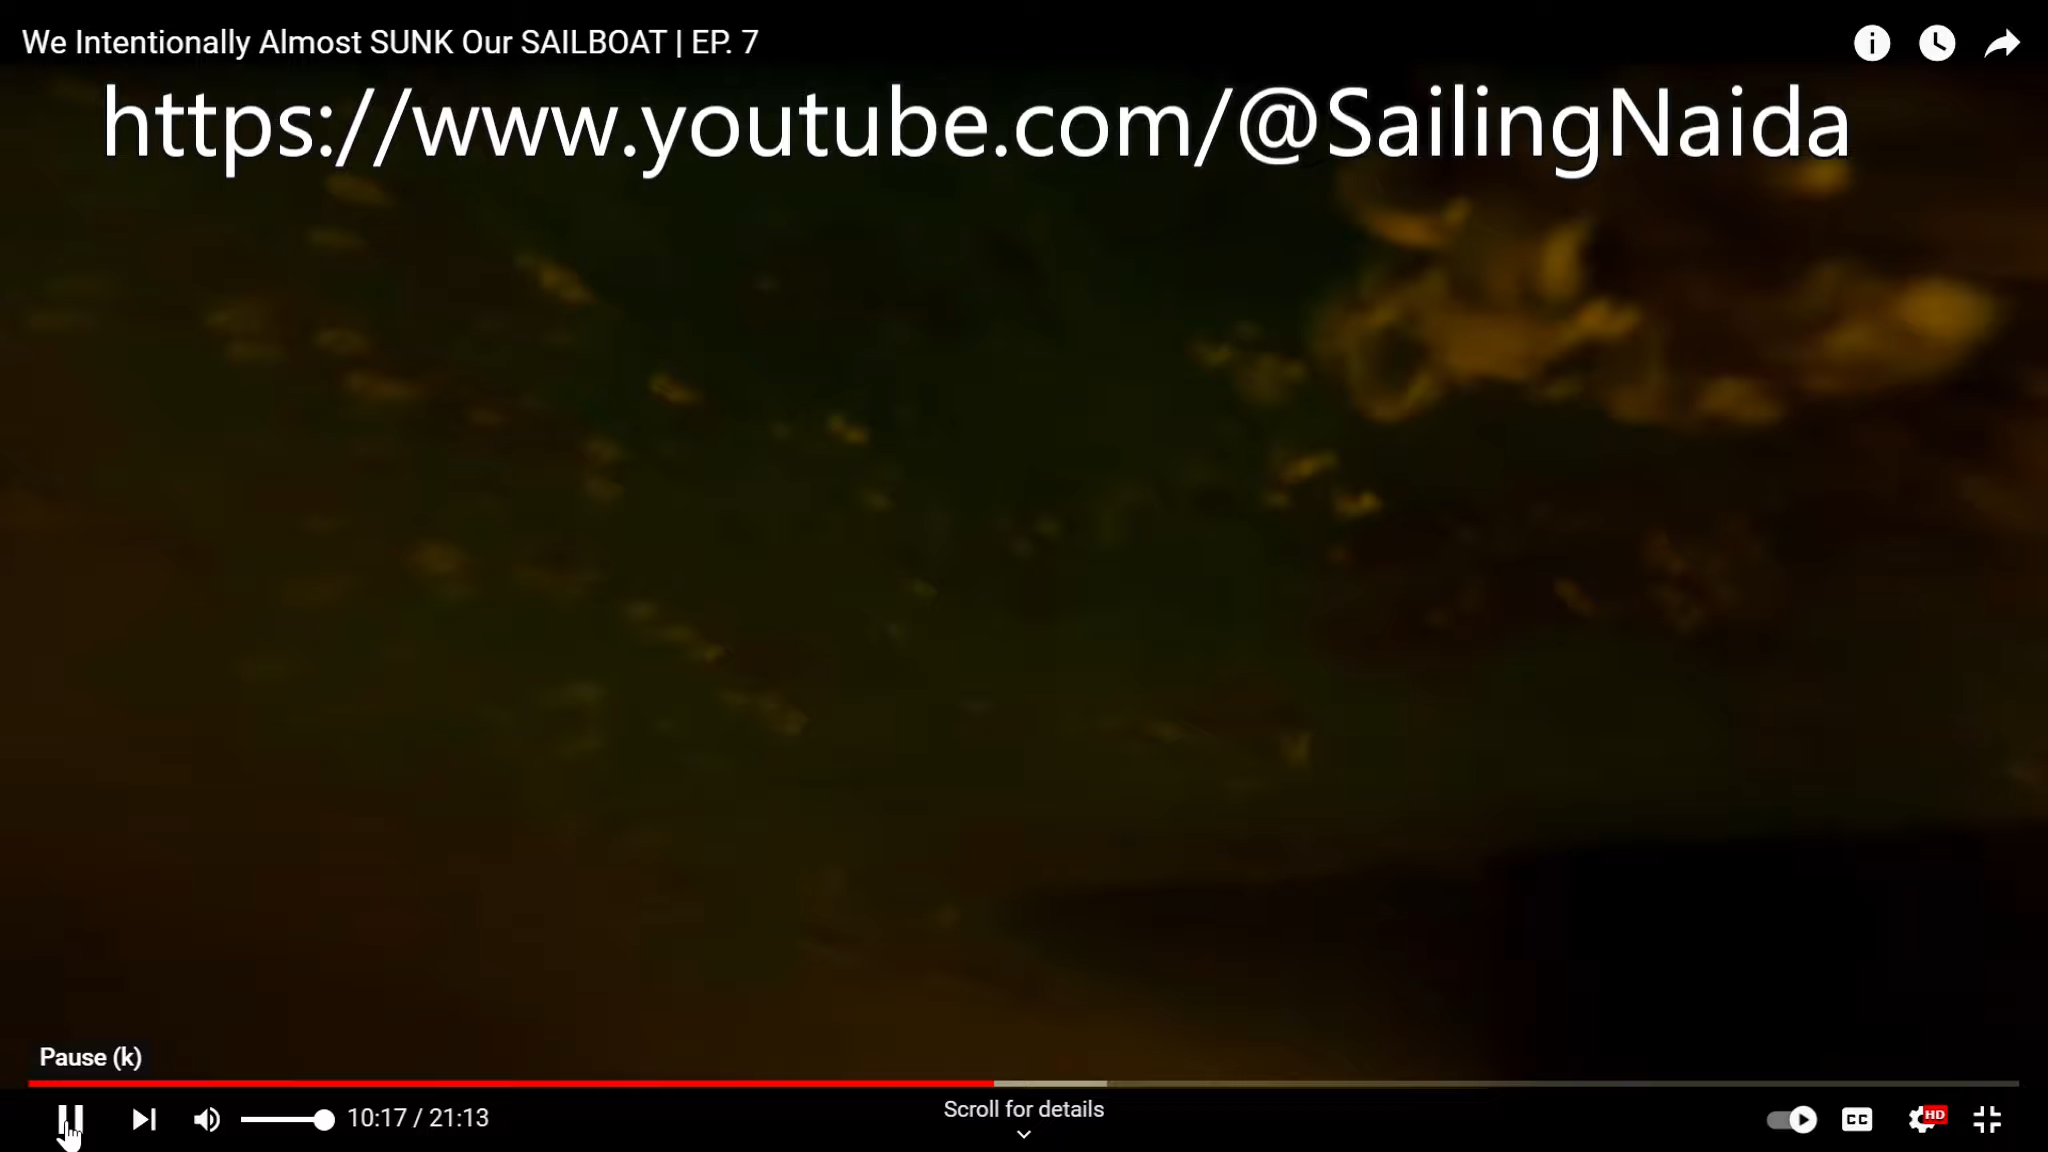 We Intentionally Almost SUNK Our SAILBOAT | EP. 7
https://www.youtube.com/@SailingNaida
Pause (k)
10:17 / 21:13
Scroll for details
CC
HD